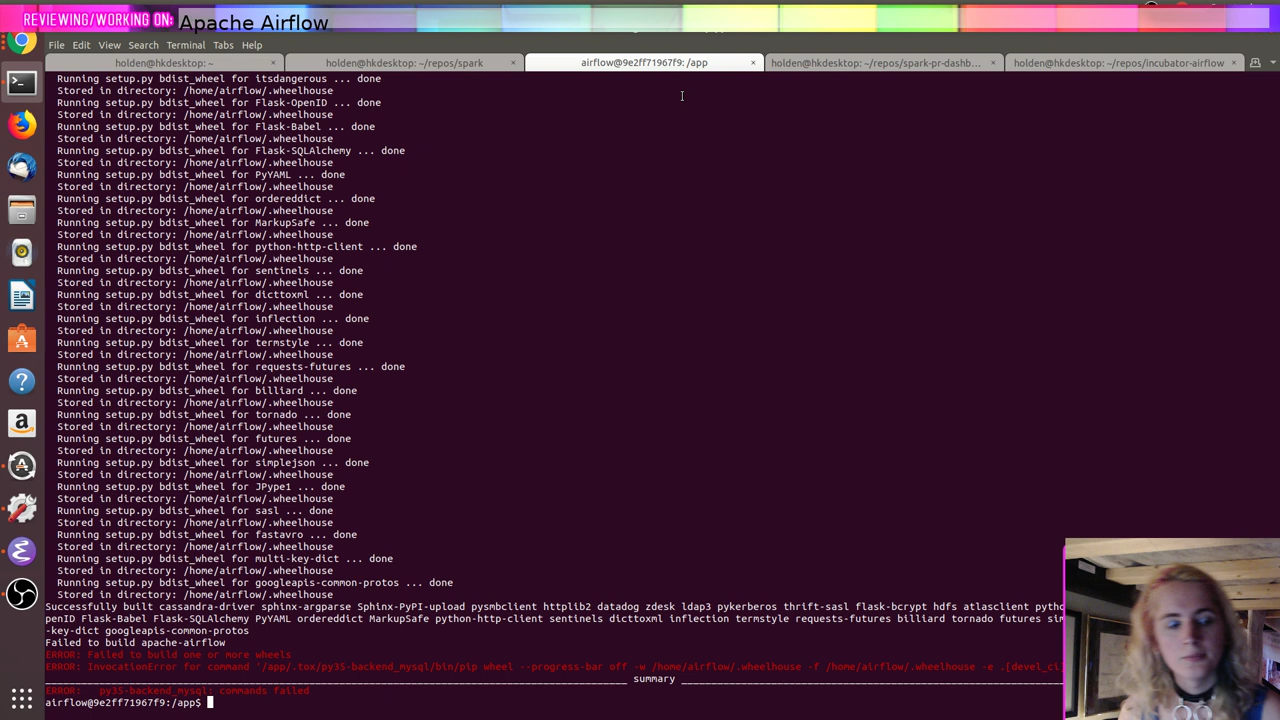 REVIEWING/WORKING ON: Apache Airflow
File Edit View Search Terminal Tabs Help
holden@hkdesktop: ~ × holden@hkdesktop: ~/repos/spark × airflow@9e2ff71967f9: /app × holden@hkdesktop: ~/repos/spark-pr-dashb... × holden@hkdesktop: ~/repos/incubator-airflow ×
Running setup.py bdist_wheel for itsdangerous ... done
Stored in directory: /home/airflow/.wheelhouse
Running setup.py bdist_wheel for Flask-OpenID ... done
Stored in directory: /home/airflow/.wheelhouse
Running setup.py bdist_wheel for Flask-Babel ... done
Stored in directory: /home/airflow/.wheelhouse
Running setup.py bdist_wheel for Flask-SQLAlchemy ... done
Stored in directory: /home/airflow/.wheelhouse
Running setup.py bdist_wheel for PyYAML ... done
Stored in directory: /home/airflow/.wheelhouse
Running setup.py bdist_wheel for ordereddict ... done
Stored in directory: /home/airflow/.wheelhouse
Running setup.py bdist_wheel for MarkupSafe ... done
Stored in directory: /home/airflow/.wheelhouse
Running setup.py bdist_wheel for python-http-client ... done
Stored in directory: /home/airflow/.wheelhouse
Running setup.py bdist_wheel for sentinels ... done
Stored in directory: /home/airflow/.wheelhouse
Running setup.py bdist_wheel for dicttoxml ... done
Stored in directory: /home/airflow/.wheelhouse
Running setup.py bdist_wheel for inflection ... done
Stored in directory: /home/airflow/.wheelhouse
Running setup.py bdist_wheel for termstyle ... done
Stored in directory: /home/airflow/.wheelhouse
Running setup.py bdist_wheel for requests-futures ... done
Stored in directory: /home/airflow/.wheelhouse
Running setup.py bdist_wheel for billiard ... done
Stored in directory: /home/airflow/.wheelhouse
Running setup.py bdist_wheel for tornado ... done
Stored in directory: /home/airflow/.wheelhouse
Running setup.py bdist_wheel for futures ... done
Stored in directory: /home/airflow/.wheelhouse
Running setup.py bdist_wheel for simplejson ... done
Stored in directory: /home/airflow/.wheelhouse
Running setup.py bdist_wheel for JPype1 ... done
Stored in directory: /home/airflow/.wheelhouse
Running setup.py bdist_wheel for sasl ... done
Stored in directory: /home/airflow/.wheelhouse
Running setup.py bdist_wheel for fastavro ... done
Stored in directory: /home/airflow/.wheelhouse
Running setup.py bdist_wheel for multi-key-dict ... done
Stored in directory: /home/airflow/.wheelhouse
Running setup.py bdist_wheel for googleapis-common-protos ... done
Stored in directory: /home/airflow/.wheelhouse
Successfully built cassandra-driver sphinx-argparse Sphinx-PyPI-upload pysmbclient httplib2 datadog zdesk ldap3 pykerberos thrift-sasl flask-bcrypt hdfs atlasclient pytho
penID Flask-Babel Flask-SQLAlchemy PyYAML ordereddict MarkupSafe python-http-client sentinels dicttoxml inflection termstyle requests-futures billiard tornado futures sim
-key-dict googleapis-common-protos
Failed to build apache-airflow
ERROR: Failed to build one or more wheels
ERROR: InvocationError for command '/app/.tox/py35-backend_mysql/bin/pip wheel --progress-bar off -w /home/airflow/.wheelhouse -f /home/airflow/.wheelhouse -e .[devel_ci]
summary
ERROR: py35-backend_mysql: commands failed
airflow@9e2ff71967f9:/app$